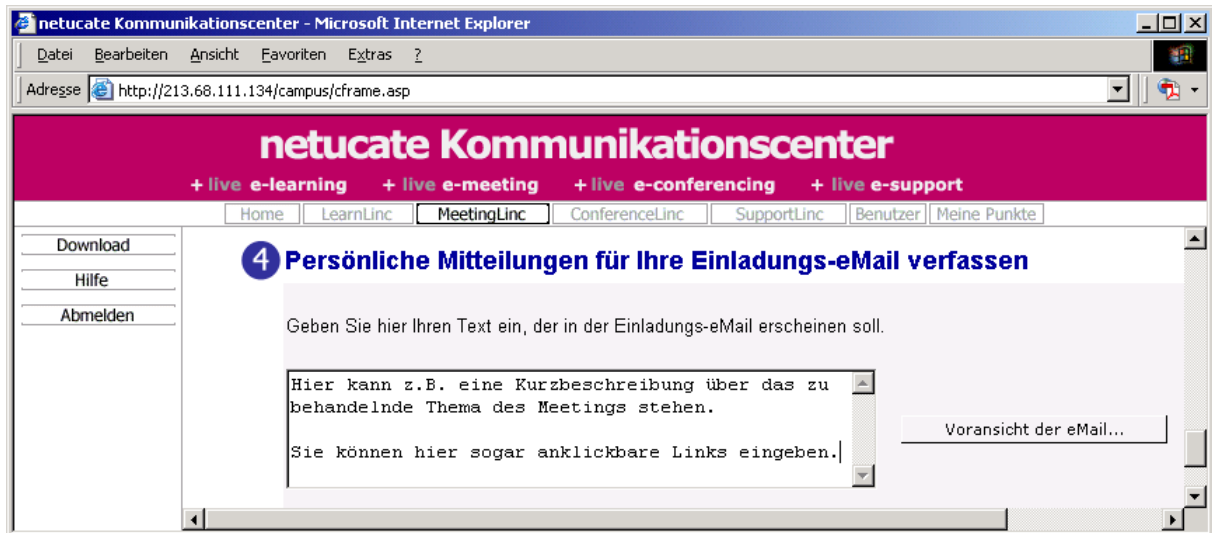 netucate Kommunikationscenter - Microsoft Internet Explorer
Datei Bearbeiten Ansicht Favoriten Extras ?
Adresse http://213.68.111.134/campus/cframe.asp
netucate Kommunikationscenter
+ live e-learning + live e-meeting + live e-conferencing + live e-support
Home LearnLinc MeetingLinc ConferenceLinc SupportLinc Benutzer Meine Punkte
Download
Hilfe
Abmelden
4 Persönliche Mitteilungen für Ihre Einladungs-eMail verfassen
Geben Sie hier Ihren Text ein, der in der Einladungs-eMail erscheinen soll.
Hier kann z.B. eine Kurzbeschreibung über das zu
behandelnde Thema des Meetings stehen.
Sie können hier sogar anklickbare Links eingeben.
Voransicht der eMail...